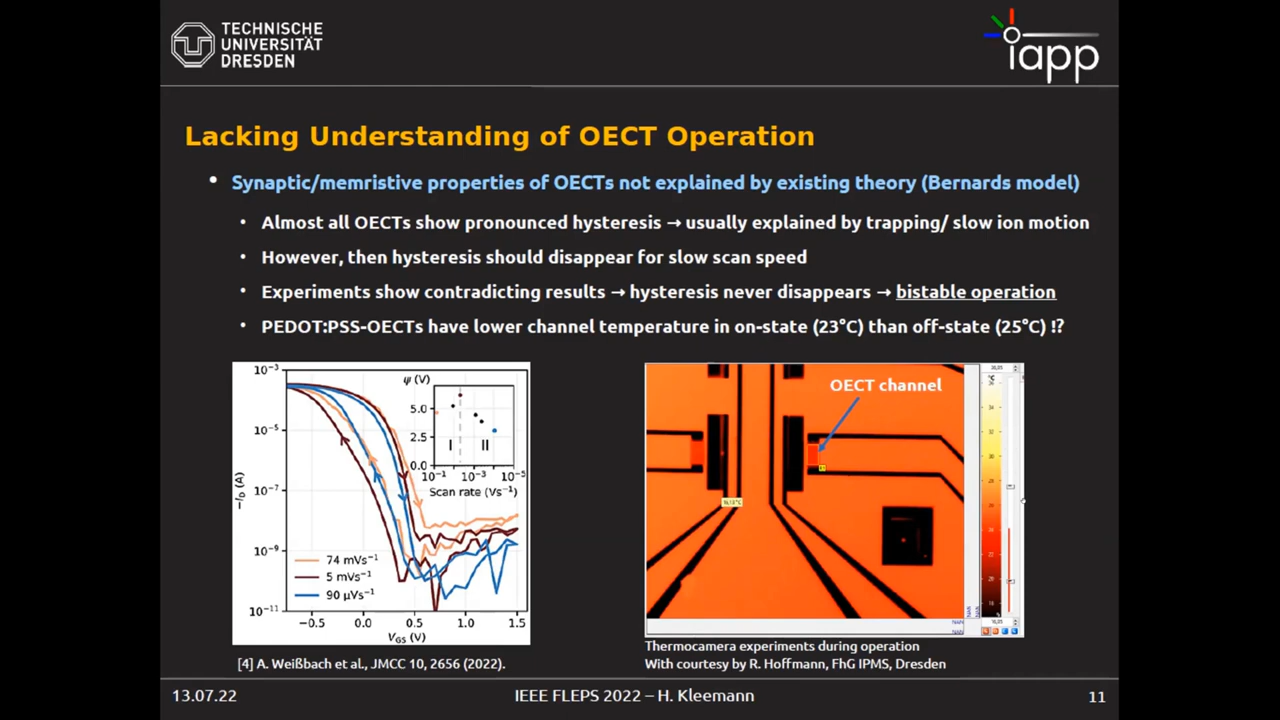 TECHNISCHE
UNIVERSITÄT
DRESDEN
iapp
Lacking Understanding of OECT Operation
• Synaptic/memristive properties of OECTs not explained by existing theory (Bernards model)
• Almost all OECTs show pronounced hysteresis → usually explained by trapping/ slow ion motion
• However, then hysteresis should disappear for slow scan speed
• Experiments show contradicting results → hysteresis never disappears → bistable operation
• PEDOT:PSS-OECTs have lower channel temperature in on-state (23°C) than off-state (25°C) !?
10⁻³
10⁻⁵
10⁻⁷
10⁻⁹
10⁻¹¹
-I_D (A)
−0.5 0.0 0.5 1.0 1.5
V_GS (V)
74 mVs⁻¹
5 mVs⁻¹
90 μVs⁻¹
ψ (V)
5.0
2.5
0.0
I II
10⁻¹ 10⁻³ 10⁻⁵
Scan rate (Vs⁻¹)
OECT channel
[4] A. Weißbach et al., JMCC 10, 2656 (2022).
Thermocamera experiments during operation
With courtesy by R. Hoffmann, FhG IPMS, Dresden
13.07.22
IEEE FLEPS 2022 – H. Kleemann
11